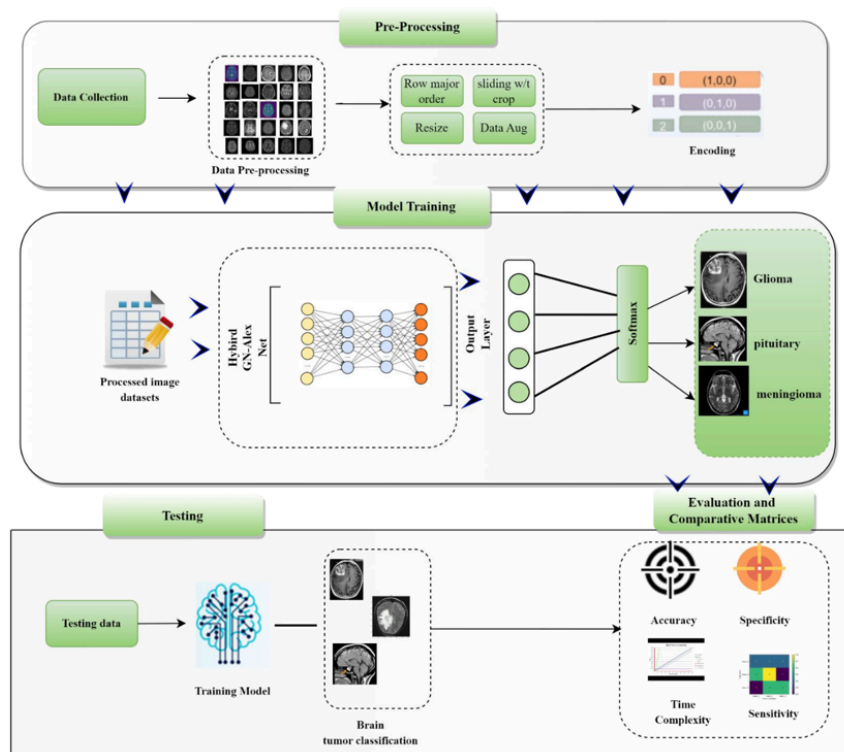 Pre-Processing
Data Collection
Data Pre-processing
Row major
order
sliding w/t
crop
Resize
Data Aug
0
(1,0,0)
1
(0,1,0)
2
(0,0,1)
Encoding
Model Training
Processed image
datasets
Hybird
GN-Alex
Net
Output
Layer
Softmax
Glioma
pituitary
meningioma
Testing
Testing data
Training Model
Brain
tumor classification
Evaluation and
Comparative Matrices
Accuracy
Specificity
Time
Complexity
Sensitivity